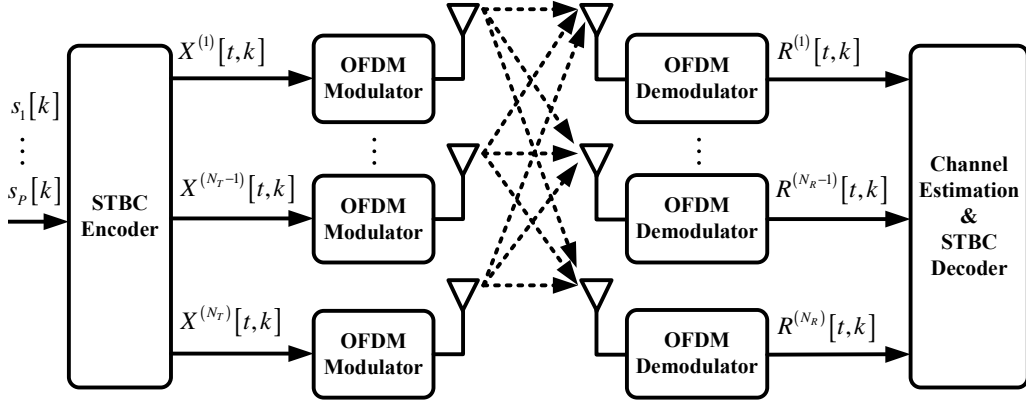 s₁[k]
⋮
s_P[k]
STBC
Encoder
X⁽¹⁾[t,k]
X^(N_T−1)[t,k]
X^(N_T)[t,k]
OFDM
Modulator
...
OFDM
Modulator
OFDM
Modulator
OFDM
Demodulator
...
OFDM
Demodulator
OFDM
Demodulator
R⁽¹⁾[t,k]
R^(N_R−1)[t,k]
R^(N_R)[t,k]
Channel
Estimation
&
STBC
Decoder